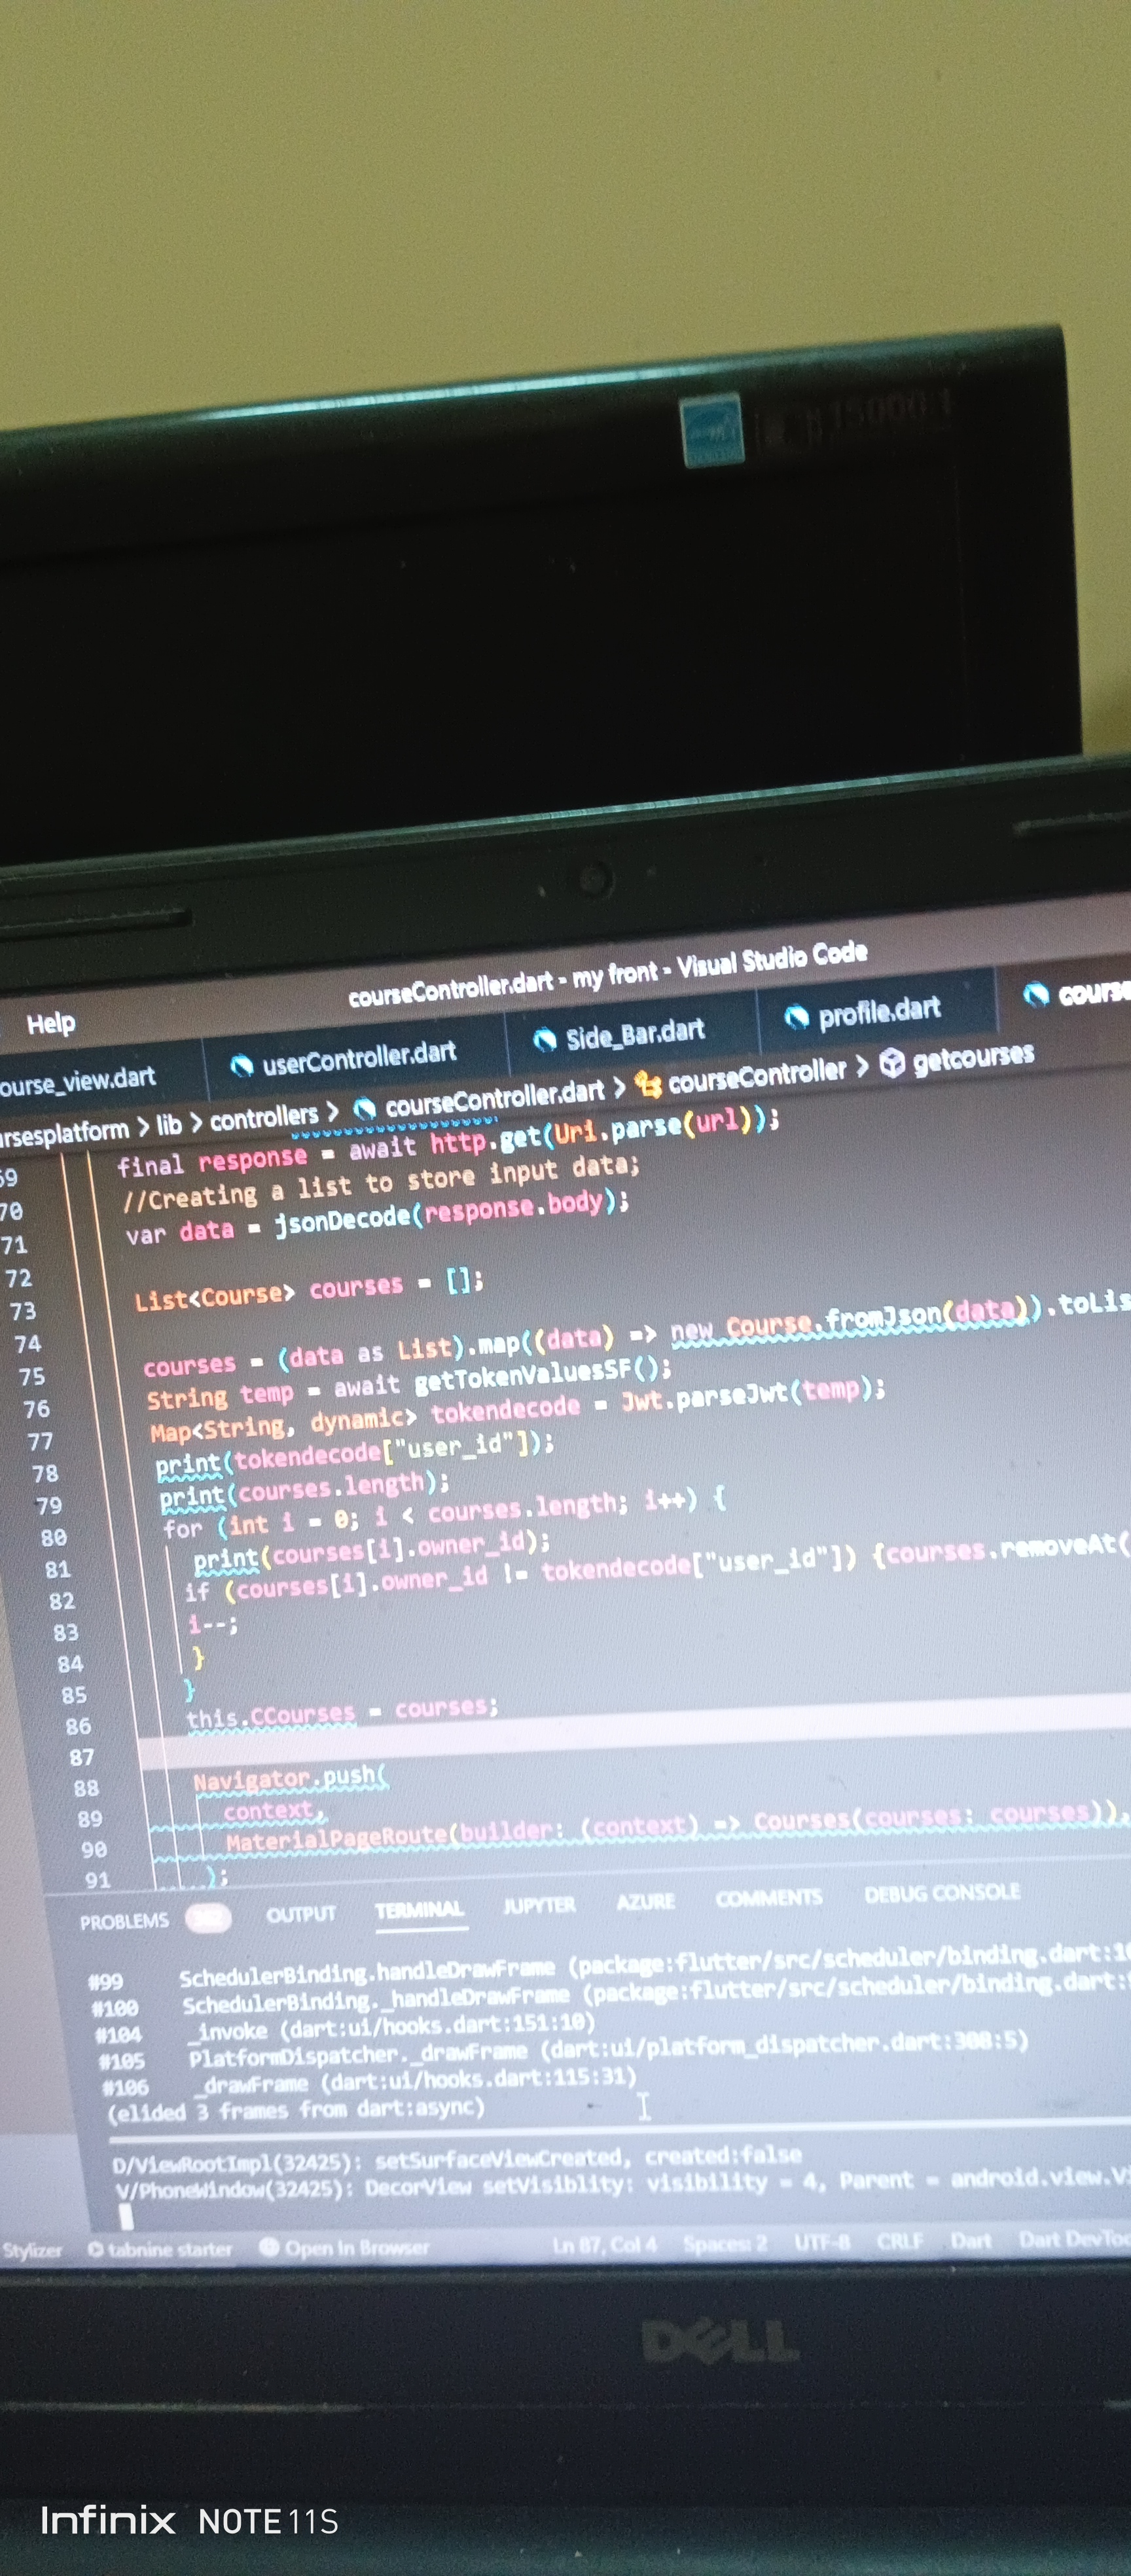 15000
courseController.dart - my front - Visual Studio Code
Help
ourse_view.dart
userController.dart
Side_Bar.dart
profile.dart
course
rsesplatform > lib > controllers > courseController.dart > courseController > getcourses
69 final response = await http.get(Uri.parse(url));
70 //Creating a list to store input data;
71 var data = jsonDecode(response.body);
72
73 List<Course> courses = [];
74
75 courses = (data as List).map((data) => new Course.fromJson(data)).toLis
76 String temp = await getTokenValuesSF();
77 Map<String, dynamic> tokendecode = Jwt.parseJwt(temp);
78 print(tokendecode["user_id"]);
79 print(courses.length);
80 for (int i = 0; i < courses.length; i++) {
81 print(courses[i].owner_id);
82 if (courses[i].owner_id != tokendecode["user_id"]) {courses.removeAt(
83 i--;
84 }
85 }
86 this.CCourses = courses;
87
88 Navigator.push(
89 context,
90 MaterialPageRoute(builder: (context) => Courses(courses: courses)),
91 );
PROBLEMS OUTPUT TERMINAL JUPYTER AZURE COMMENTS DEBUG CONSOLE
#99 SchedulerBinding.handleDrawFrame (package:flutter/src/scheduler/binding.dart:10
#100 SchedulerBinding._handleDrawFrame (package:flutter/src/scheduler/binding.dart:
#104 _invoke (dart:ui/hooks.dart:151:10)
#105 PlatformDispatcher._drawFrame (dart:ui/platform_dispatcher.dart:308:5)
#106 _drawFrame (dart:ui/hooks.dart:115:31)
(elided 3 frames from dart:async)
D/ViewRootImpl(32425): setSurfaceViewCreated, created:false
V/PhoneWindow(32425): DecorView setVisiblity: visibility = 4, Parent = android.view.Vi
Stylizer tabnine starter Open In Browser Ln 87, Col 4 Spaces: 2 UTF-8 CRLF Dart Dart DevToo
DELL
Infinix NOTE 11S